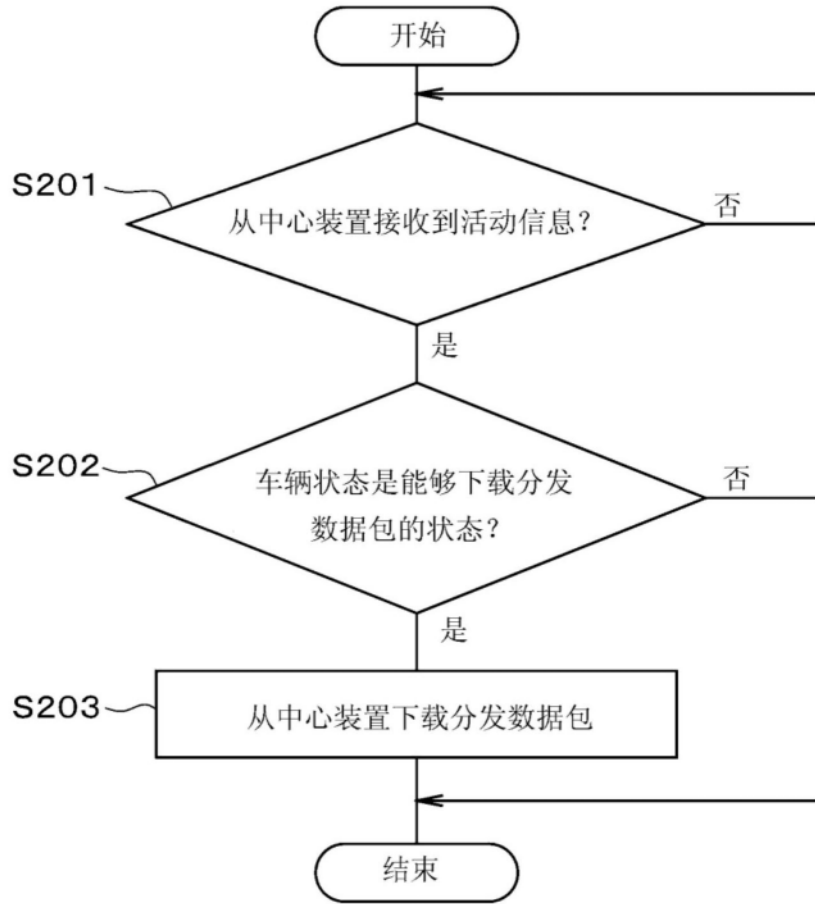 开始
S201
从中心装置接收到活动信息？
否
是
S202
车辆状态是能够下载分发
数据包的状态？
否
是
S203
从中心装置下载分发数据包
结束